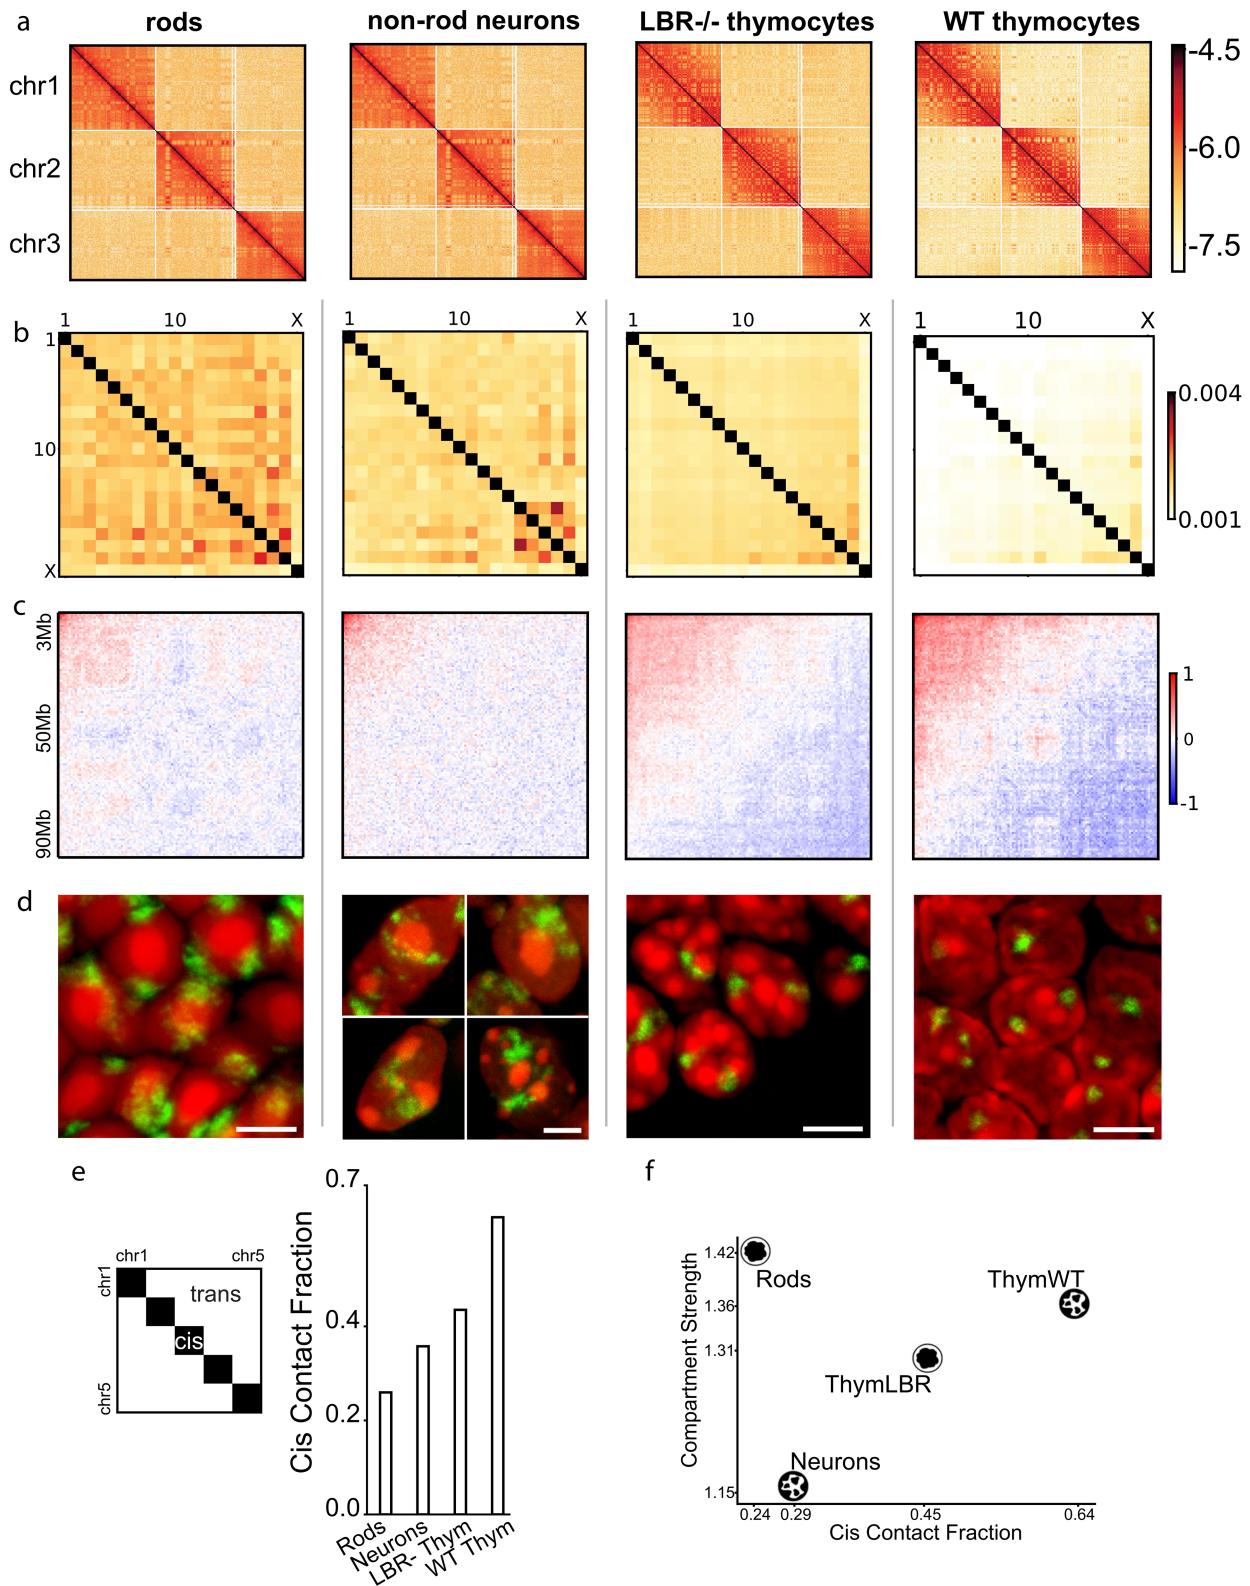 a
rods
non-rod neurons
LBR-/- thymocytes
WT thymocytes
chr1
chr2
chr3
-4.5
-6.0
-7.5
b
1 10 X
1 10 X
1 10 X
1 10 X
1
10
X
0.004
0.001
c
3Mb
50Mb
90Mb
1
0
-1
d
e
chr1 chr5
chr1
trans
cis
chr5
Cis Contact Fraction
0.7
0.4
0.2
0.0
Rods
Neurons
LBR- Thym
WT Thym
f
Compartment Strength
1.42
1.36
1.31
1.15
Rods
ThymWT
ThymLBR
Neurons
0.24 0.29 0.45 0.64
Cis Contact Fraction